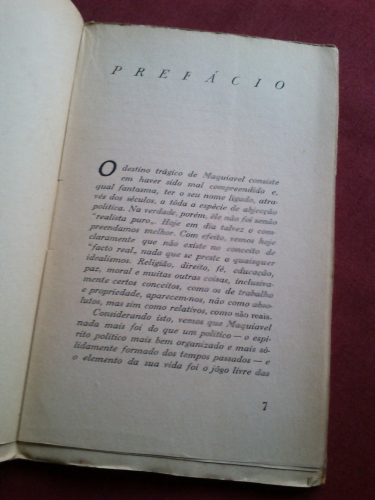 PREFÁCIO
O destino trágico de Maquiavel consiste
em haver sido mal compreendido e,
qual fantasma, ter o seu nome ligado, atra-
vés dos séculos, a tôda a espécie de abjecção
política. Na verdade, porém, êle não foi senão
"realista puro„. Hoje em dia talvez o com-
preendamos melhor. Com efeito, vemos hoje
claramente que não existe no conceito de
"facto real„ nada que se preste a quaisquer
idealismos. Religião, direito, fé, educação,
paz, moral e muitas outras coisas, inclusiva-
mente certos conceitos, como os de trabalho
e propriedade, aparecem-nos, não como abso-
lutos, mas sim como relativos, como não reais.
Considerando isto, vemos que Maquiavel
nada mais foi do que um político — o espí-
rito político mais bem organizado e mais só-
lidamente formado dos tempos passados — e
o elemento da sua vida foi o jôgo livre das
7